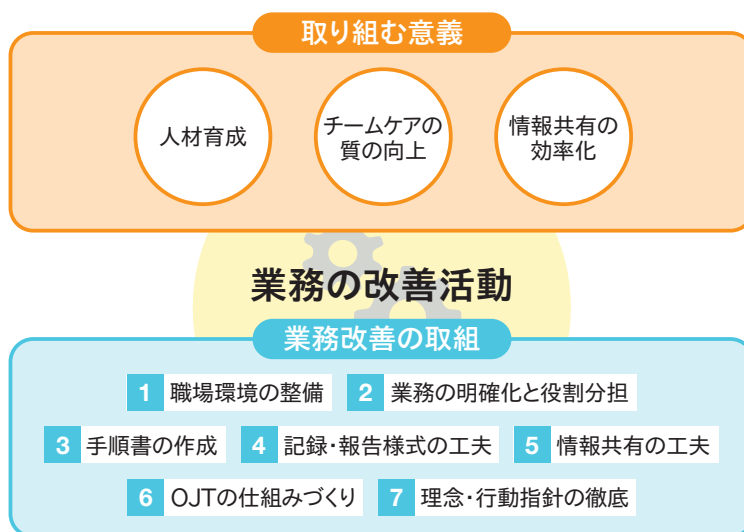 取り組む意義
人材育成
チームケアの
質の向上
情報共有の
効率化
業務の改善活動
業務改善の取組
1 職場環境の整備 2 業務の明確化と役割分担
3 手順書の作成 4 記録・報告様式の工夫 5 情報共有の工夫
6 OJTの仕組みづくり 7 理念・行動指針の徹底